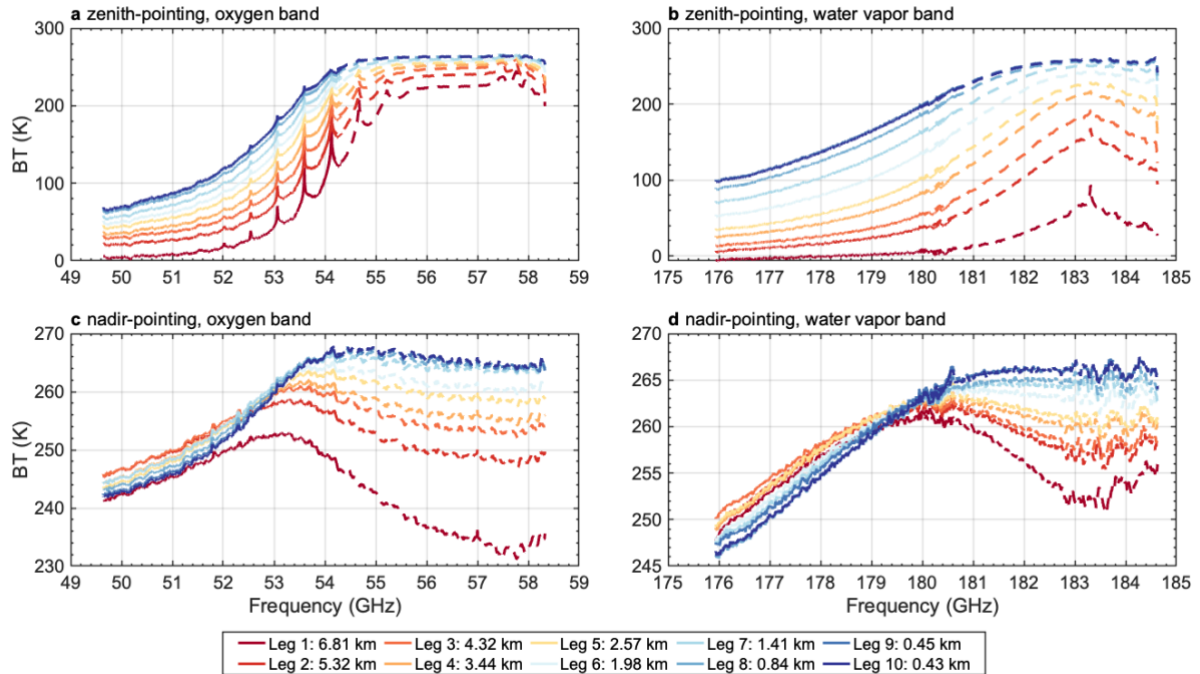 a zenith-pointing, oxygen band
b zenith-pointing, water vapor band
300
200
100
0
BT (K)
49 50 51 52 53 54 55 56 57 58 59
300
200
100
0
175 176 177 178 179 180 181 182 183 184 185
c nadir-pointing, oxygen band
d nadir-pointing, water vapor band
270
260
250
240
230
BT (K)
49 50 51 52 53 54 55 56 57 58 59
Frequency (GHz)
270
265
260
255
250
245
175 176 177 178 179 180 181 182 183 184 185
Frequency (GHz)
Leg 1: 6.81 km Leg 3: 4.32 km Leg 5: 2.57 km Leg 7: 1.41 km Leg 9: 0.45 km
Leg 2: 5.32 km Leg 4: 3.44 km Leg 6: 1.98 km Leg 8: 0.84 km Leg 10: 0.43 km